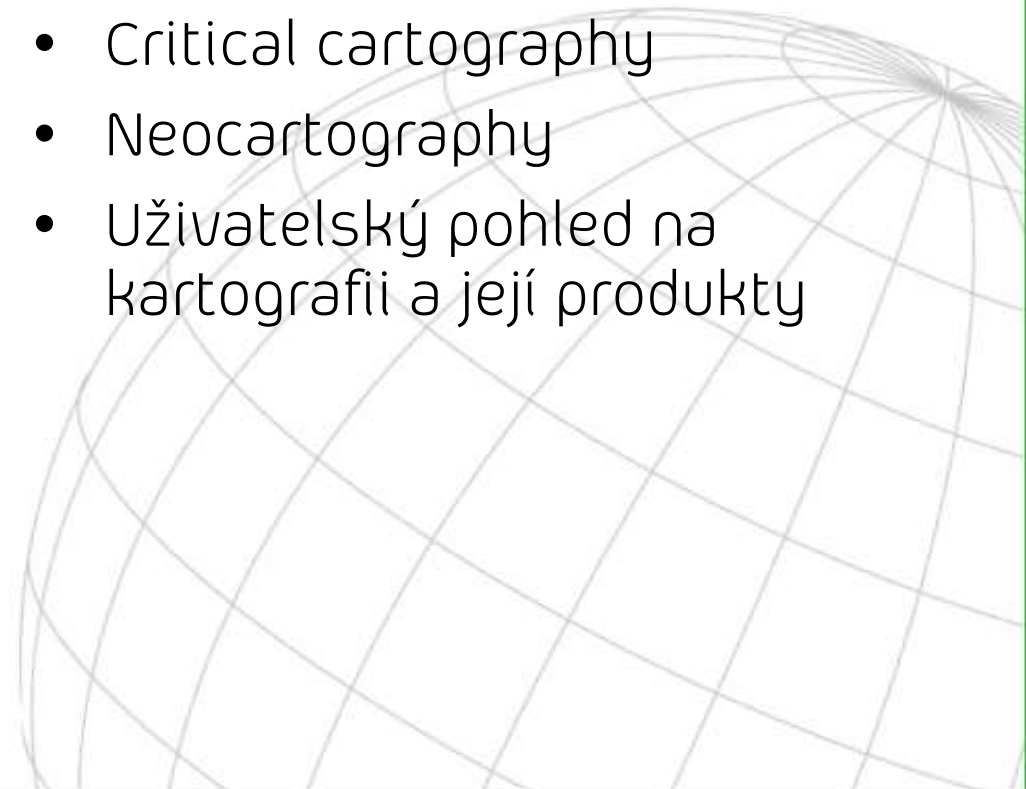 • Critical cartography
• Neocartography
• Uživatelský pohled na
kartografii a její produkty